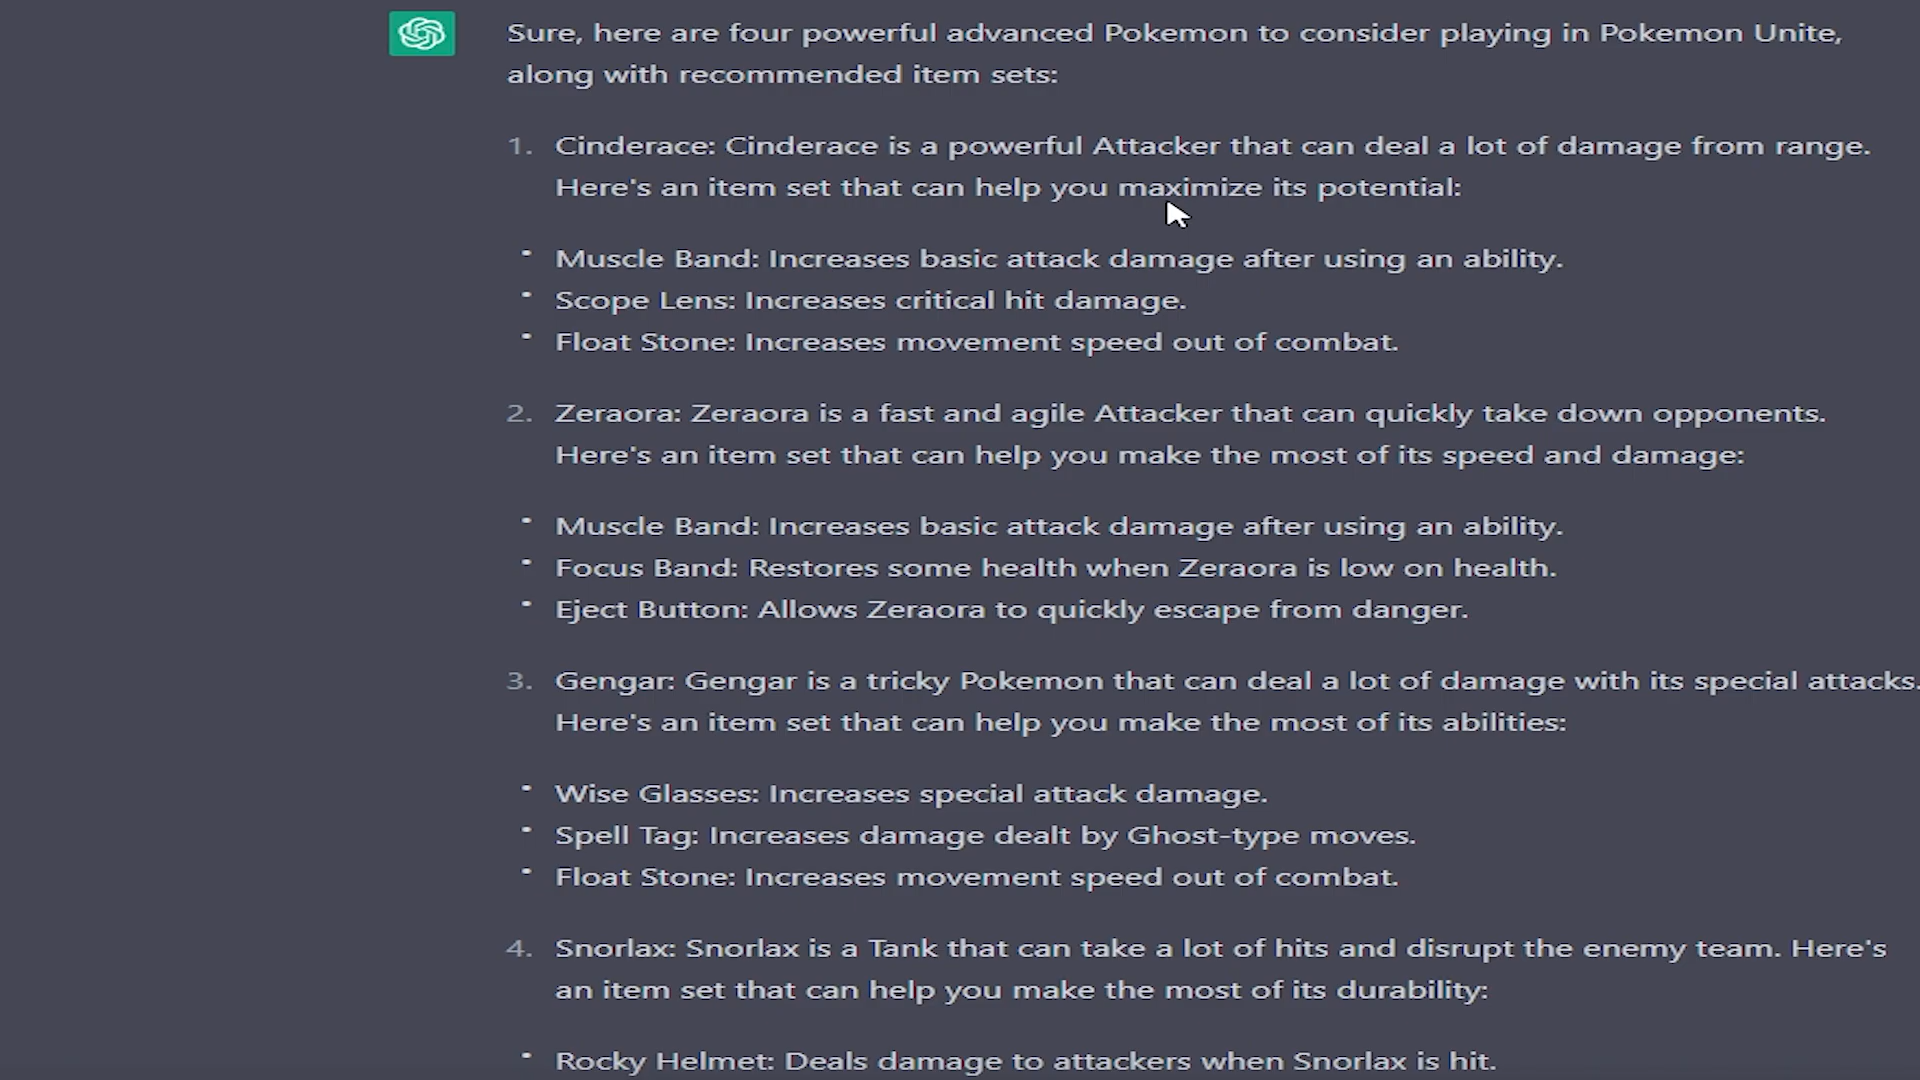 Sure, here are four powerful advanced Pokemon to consider playing in Pokemon Unite,
along with recommended item sets:
1. Cinderace: Cinderace is a powerful Attacker that can deal a lot of damage from range.
Here's an item set that can help you maximize its potential:
• Muscle Band: Increases basic attack damage after using an ability.
• Scope Lens: Increases critical hit damage.
• Float Stone: Increases movement speed out of combat.
2. Zeraora: Zeraora is a fast and agile Attacker that can quickly take down opponents.
Here's an item set that can help you make the most of its speed and damage:
• Muscle Band: Increases basic attack damage after using an ability.
• Focus Band: Restores some health when Zeraora is low on health.
• Eject Button: Allows Zeraora to quickly escape from danger.
3. Gengar: Gengar is a tricky Pokemon that can deal a lot of damage with its special attacks.
Here's an item set that can help you make the most of its abilities:
• Wise Glasses: Increases special attack damage.
• Spell Tag: Increases damage dealt by Ghost-type moves.
• Float Stone: Increases movement speed out of combat.
4. Snorlax: Snorlax is a Tank that can take a lot of hits and disrupt the enemy team. Here's
an item set that can help you make the most of its durability:
• Rocky Helmet: Deals damage to attackers when Snorlax is hit.